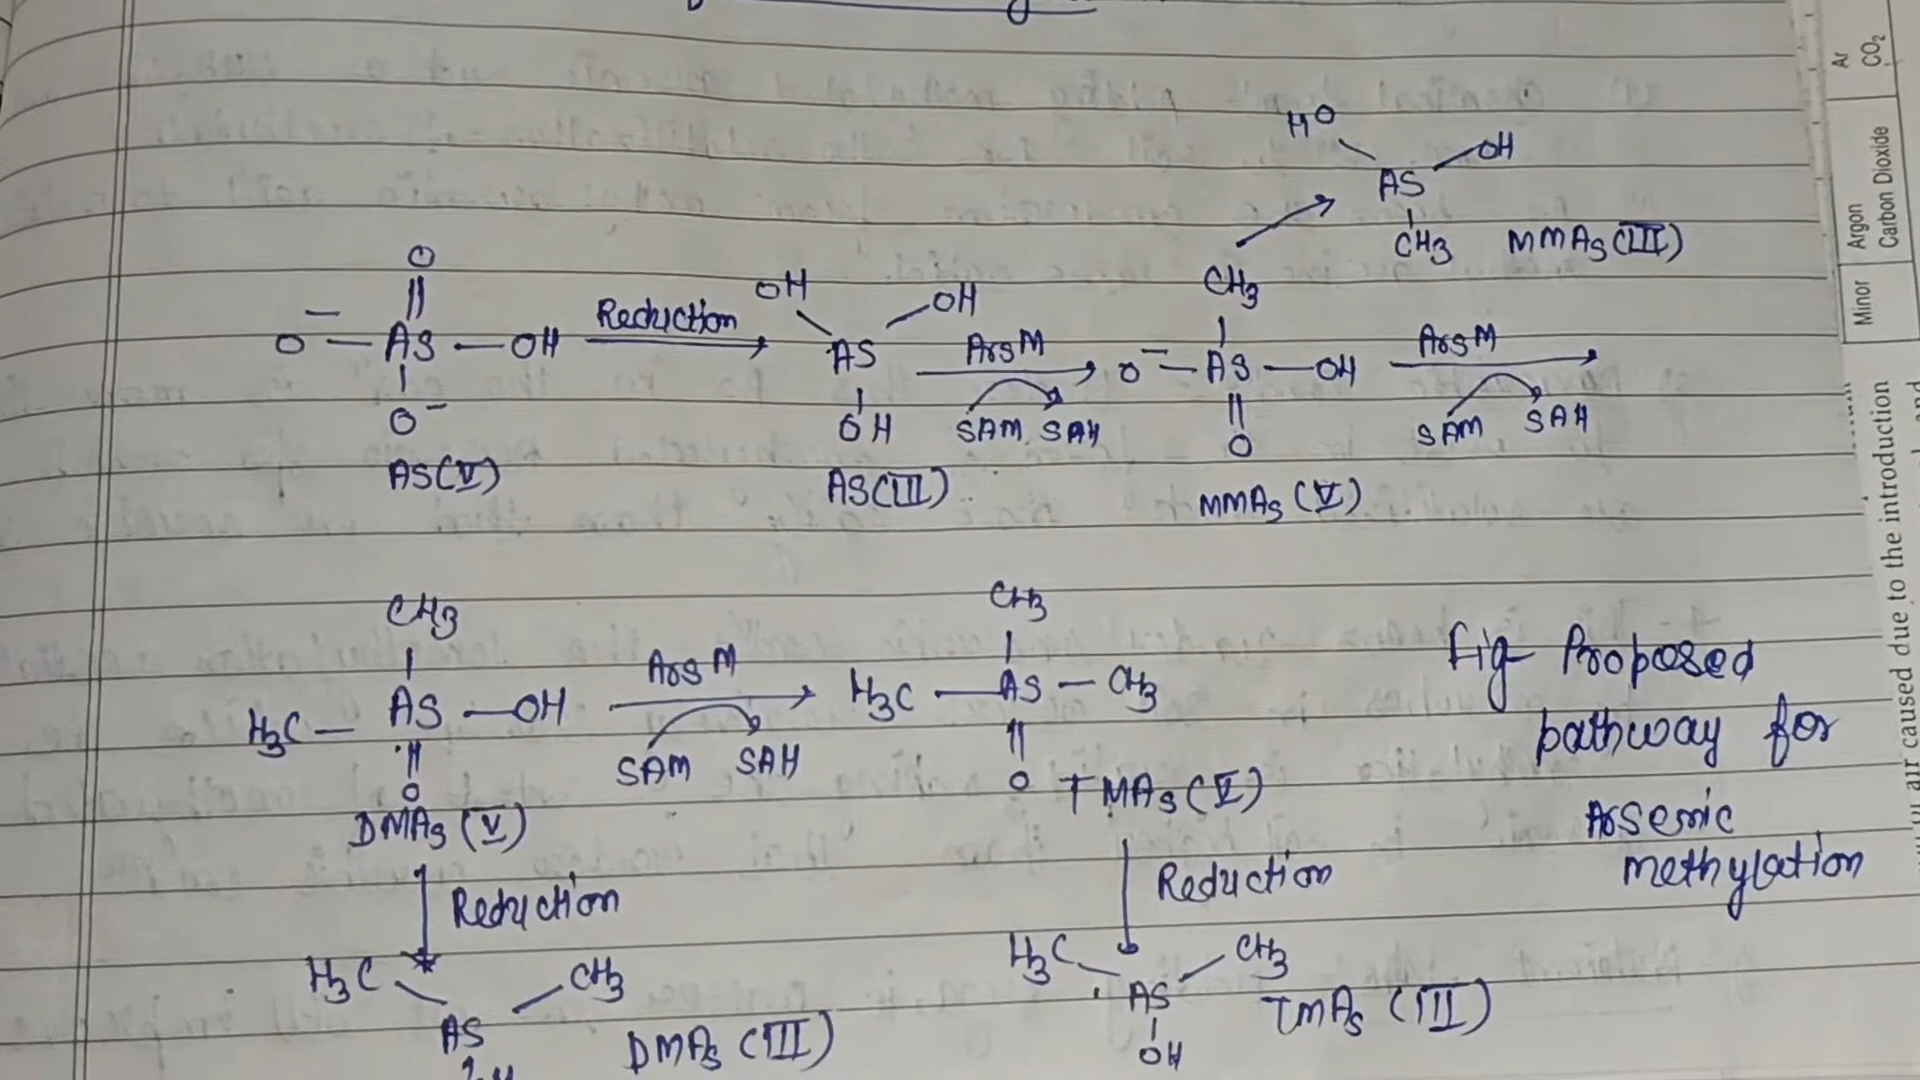 HO
OH
AS
CH3 MMAs (III)
O
O⁻ — AS — OH
O⁻
AS(V)
Reduction
OH
OH
AS
OH
AS(III)
ArsM
SAM SAH
CH3
O⁻ — AS — OH
O
MMAs (V)
ArsM
SAM SAH
CH3
H3C — AS — OH
O
DMAs (V)
ArsM
SAM SAH
CH3
H3C — AS — CH3
O
TMAs (V)
Reduction
H3C CH3
AS
DMAs (III)
Reduction
H3C CH3
AS
OH
TMAs (III)
Fig Proposed
pathway for
Arsenic
methylation
Minor
Argon
Carbon Dioxide
Ar
CO2
air caused due to the introduction